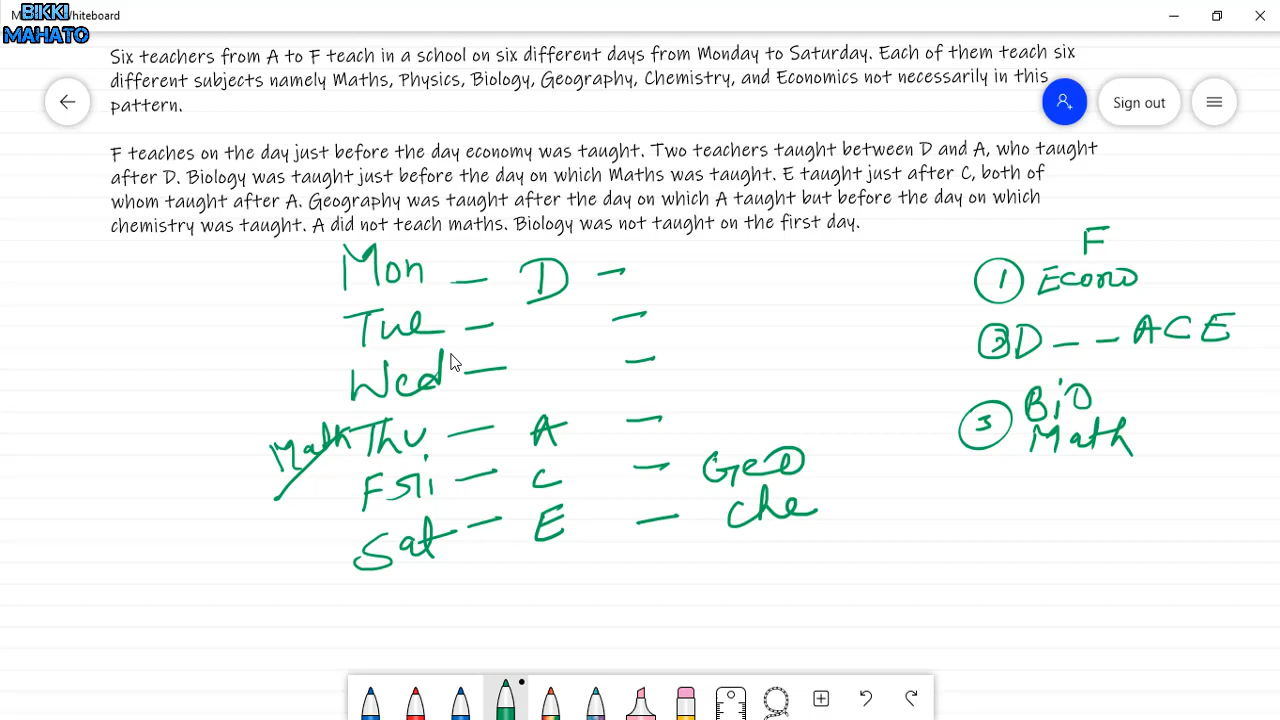 BIKKI
MAHATO
M hiteboard
Six teachers from A to F teach in a school on six different days from Monday to Saturday. Each of them teach six
different subjects namely Maths, Physics, Biology, Geography, Chemistry, and Economics not necessarily in this
pattern.
Sign out
F teaches on the day just before the day economy was taught. Two teachers taught between D and A, who taught
after D. Biology was taught just before the day on which Maths was taught. E taught just after C, both of
whom taught after A. Geography was taught after the day on which A taught but before the day on which
chemistry was taught. A did not teach maths. Biology was not taught on the first day.
Mon — D —
Tue — —
Wed — —
Math Thu — A —
Fri — C — Geo
Sat — E — Che
F
1 Econo
2 D — — A C E
3 Bio
Math